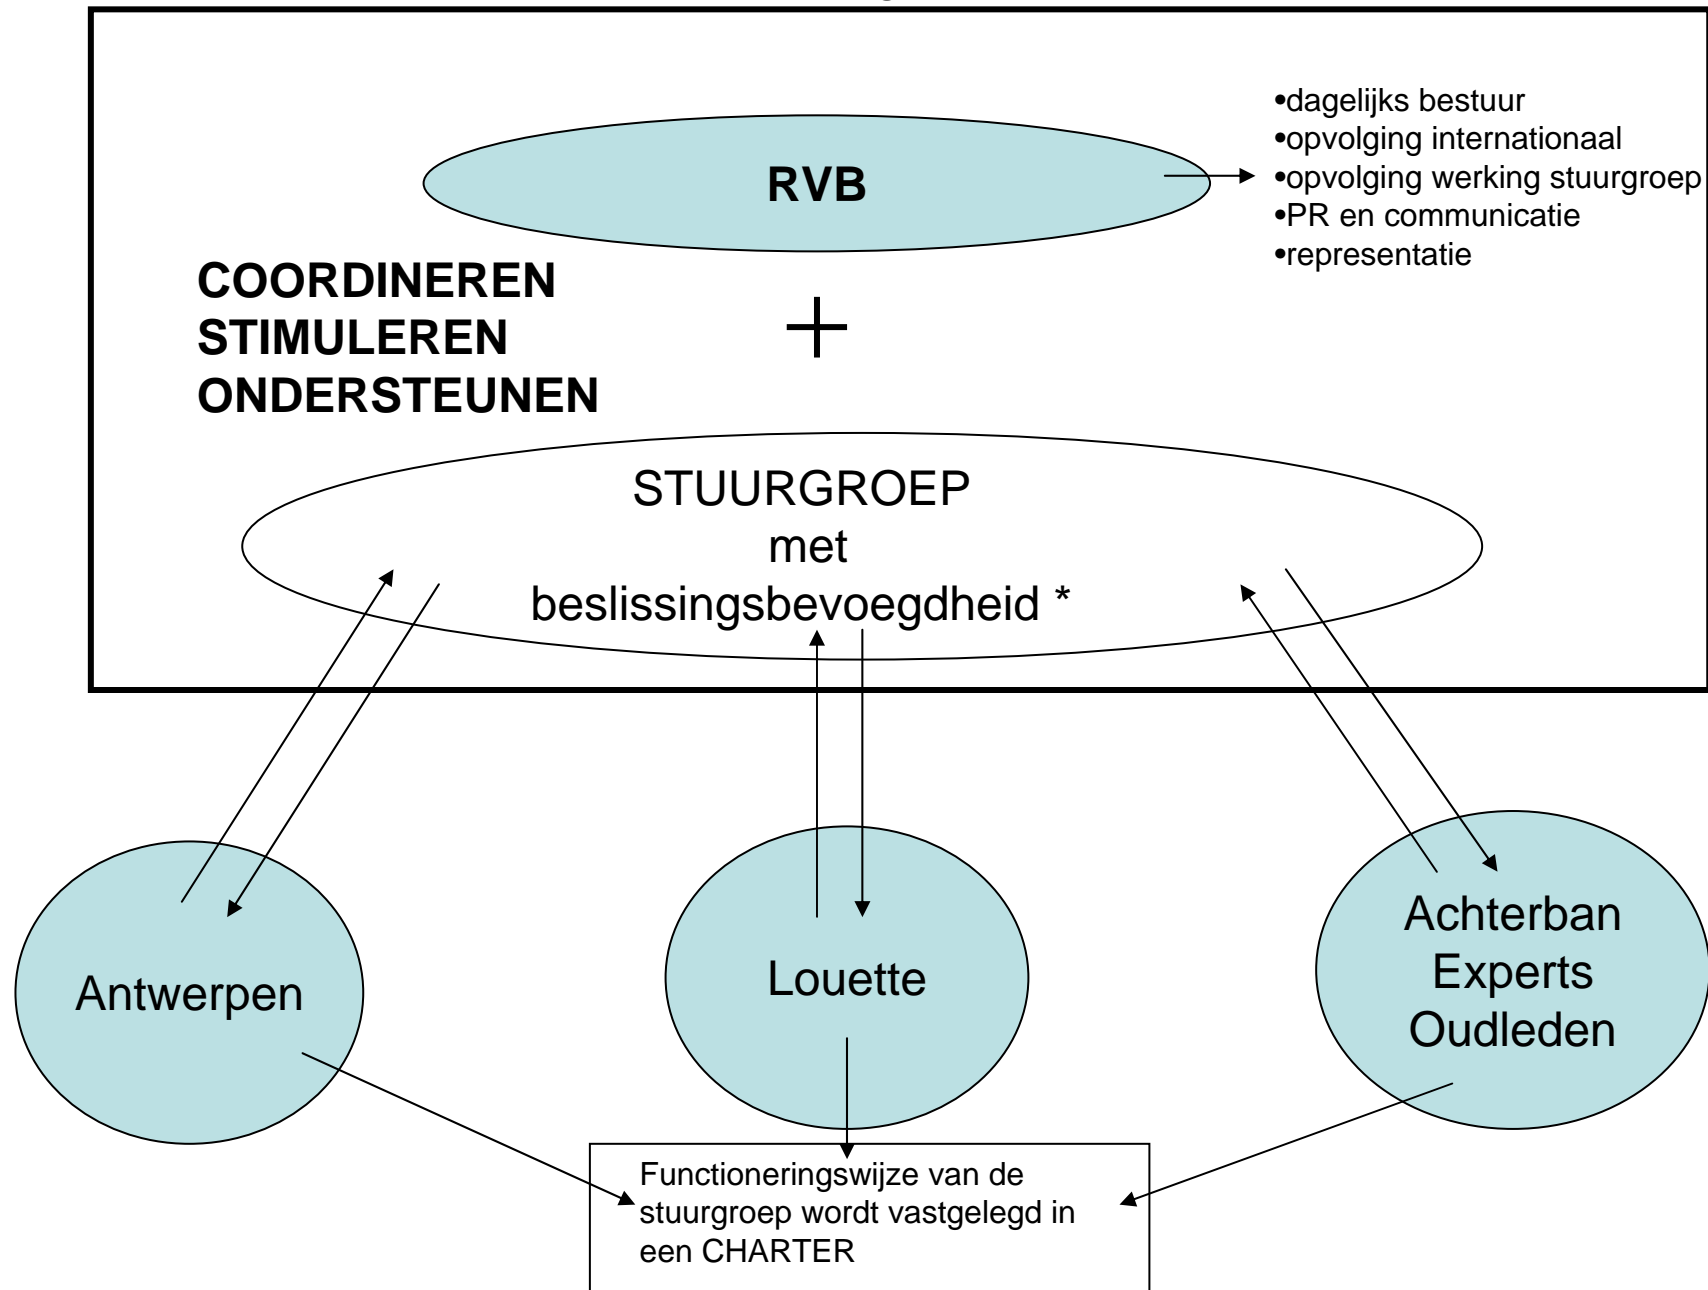 •dagelijks bestuur
•opvolging internationaal
•opvolging werking stuurgroep
•PR en communicatie
•representatie
RVB
COORDINEREN
STIMULEREN
ONDERSTEUNEN
STUURGROEP
met
beslissingsbevoegdheid *
Antwerpen
Louette
Achterban
Experts
Oudleden
Functioneringswijze van de
stuurgroep wordt vastgelegd in
een CHARTER